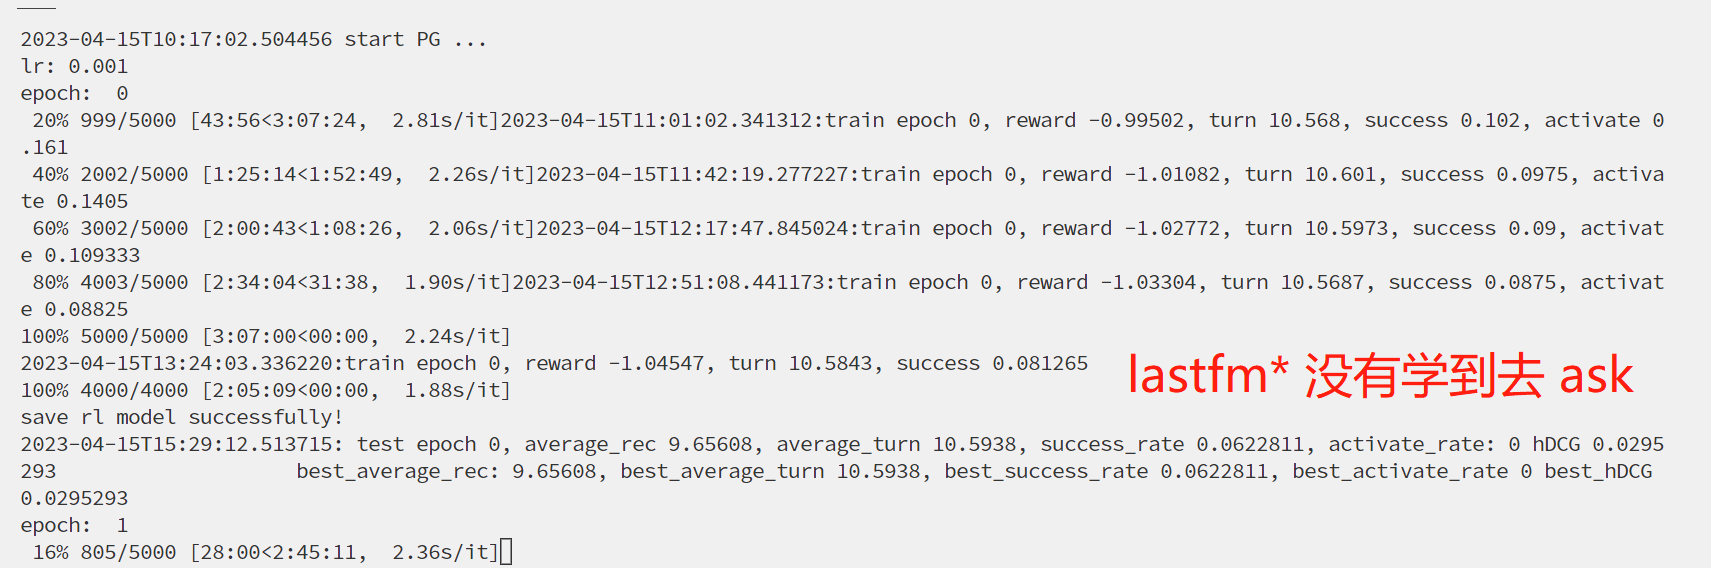 2023-04-15T10:17:02.504456 start PG ...
lr: 0.001
epoch:  0
 20% 999/5000 [43:56<3:07:24,  2.81s/it]2023-04-15T11:01:02.341312:train epoch 0, reward -0.99502, turn 10.568, success 0.102, activate 0
.161
 40% 2002/5000 [1:25:14<1:52:49,  2.26s/it]2023-04-15T11:42:19.277227:train epoch 0, reward -1.01082, turn 10.601, success 0.0975, activa
te 0.1405
 60% 3002/5000 [2:00:43<1:08:26,  2.06s/it]2023-04-15T12:17:47.845024:train epoch 0, reward -1.02772, turn 10.5973, success 0.09, activat
e 0.109333
 80% 4003/5000 [2:34:04<31:38,  1.90s/it]2023-04-15T12:51:08.441173:train epoch 0, reward -1.03304, turn 10.5687, success 0.0875, activat
e 0.08825
100% 5000/5000 [3:07:00<00:00,  2.24s/it]
2023-04-15T13:24:03.336220:train epoch 0, reward -1.04547, turn 10.5843, success 0.081265
lastfm* 没有学到去 ask
100% 4000/4000 [2:05:09<00:00,  1.88s/it]
save rl model successfully!
2023-04-15T15:29:12.513715: test epoch 0, average_rec 9.65608, average_turn 10.5938, success_rate 0.0622811, activate_rate: 0 hDCG 0.0295
293                    best_average_rec: 9.65608, best_average_turn 10.5938, best_success_rate 0.0622811, best_activate_rate 0 best_hDCG
0.0295293
epoch:  1
 16% 805/5000 [28:00<2:45:11,  2.36s/it]